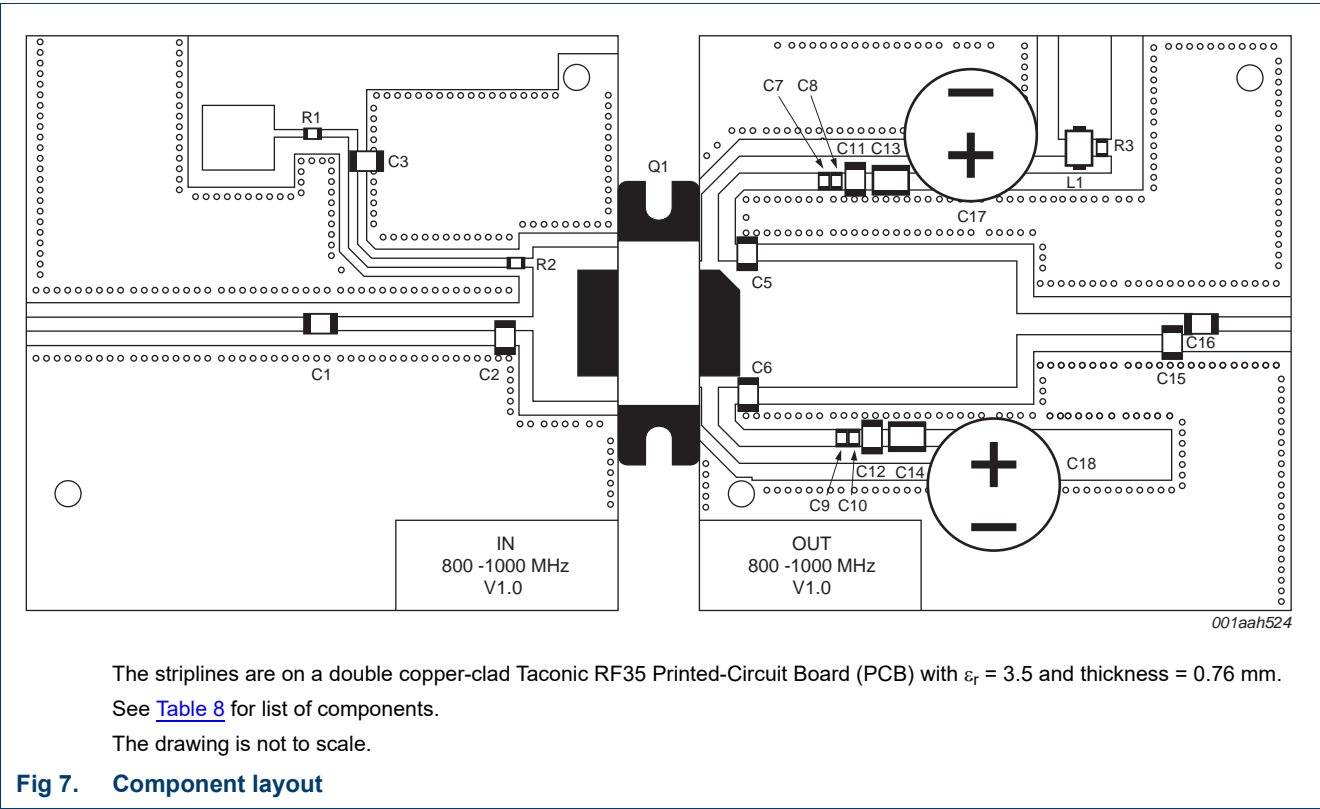 R1
C3
R2
C1
C2
IN
800 -1000 MHz
V1.0
Q1
C7 C8
C11 C13
C17
R3
L1
C5
C6
C16
C15
C12 C14
C9 C10
C18
OUT
800 -1000 MHz
V1.0
001aah524
The striplines are on a double copper-clad Taconic RF35 Printed-Circuit Board (PCB) with εr = 3.5 and thickness = 0.76 mm.
See Table 8 for list of components.
The drawing is not to scale.
Fig 7. Component layout